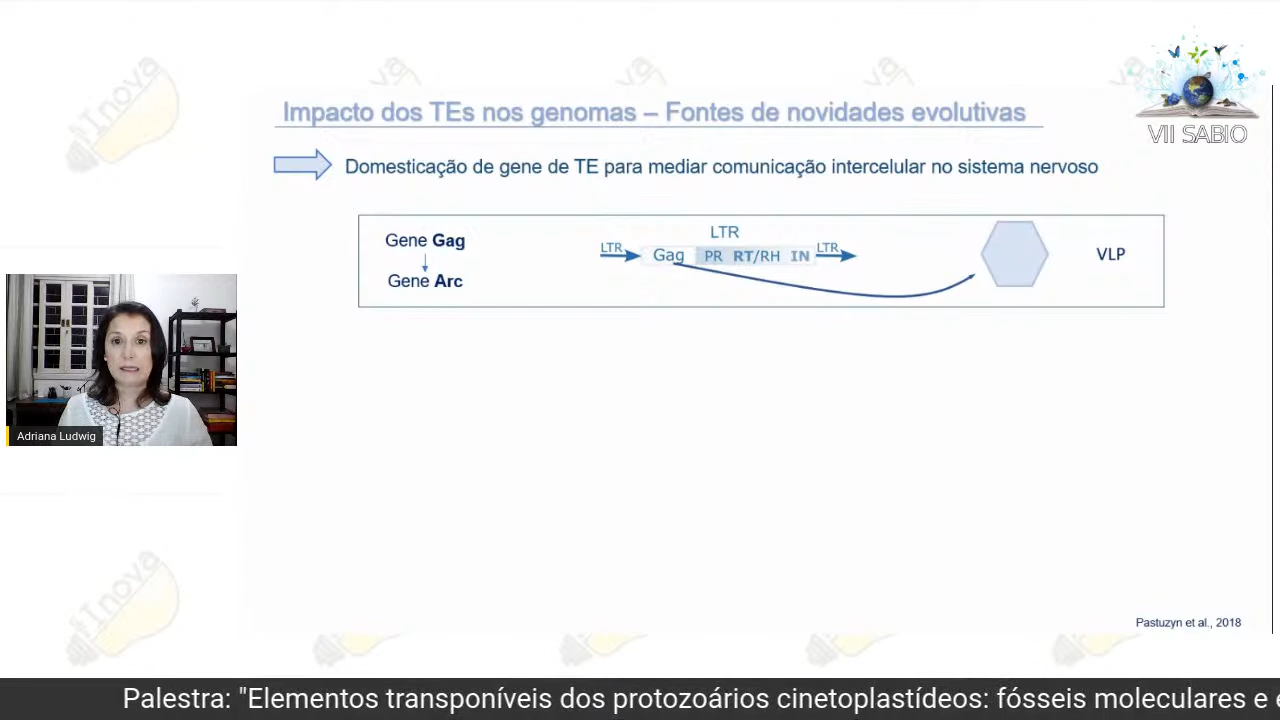 VII SABIO
Impacto dos TEs nos genomas – Fontes de novidades evolutivas
Domesticação de gene de TE para mediar comunicação intercelular no sistema nervoso
Gene Gag
Gene Arc
LTR
LTR
Gag PR RT/RH IN
LTR
VLP
Adriana Ludwig
Pastuzyn et al., 2018
Inova
Inova
Palestra: "Elementos transponíveis dos protozoários cinetoplastídeos: fósseis moleculares e e